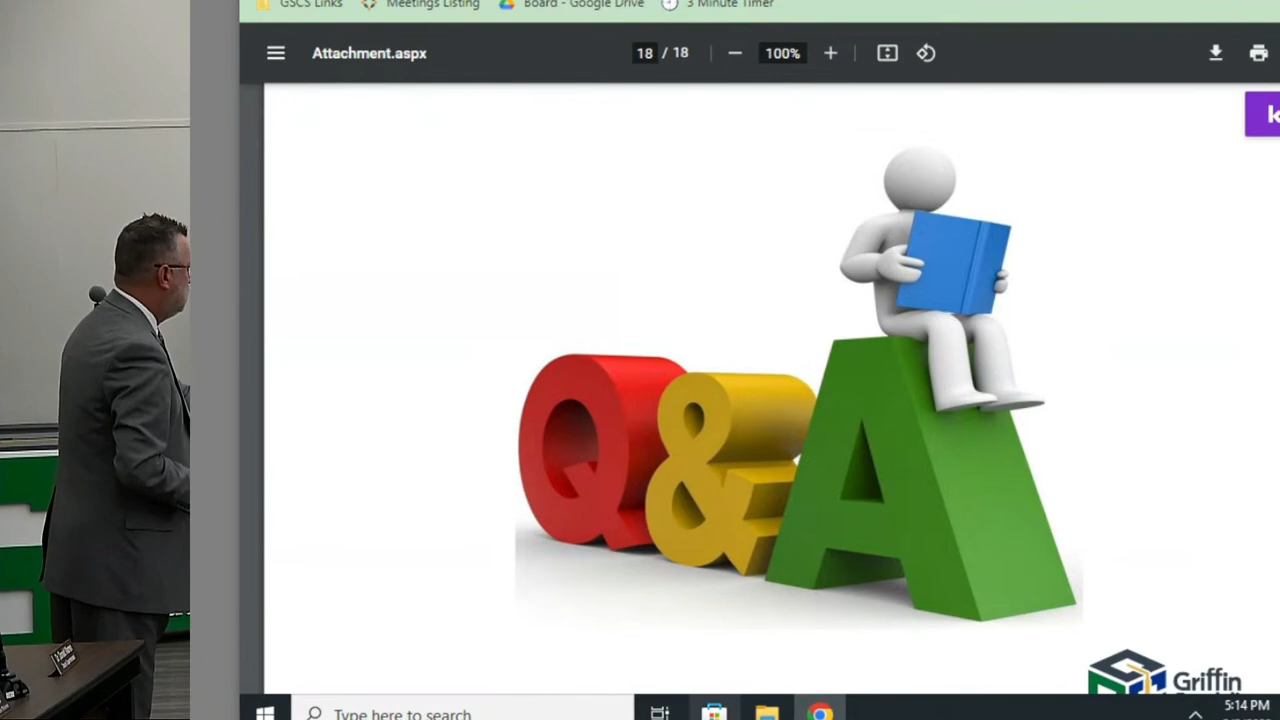 GSCS Links Meetings Listing Board - Google Drive 3 Minute Timer
Attachment.aspx 18 / 18 100%
k
Q&A
Griffin
5:14 PM
Type here to search